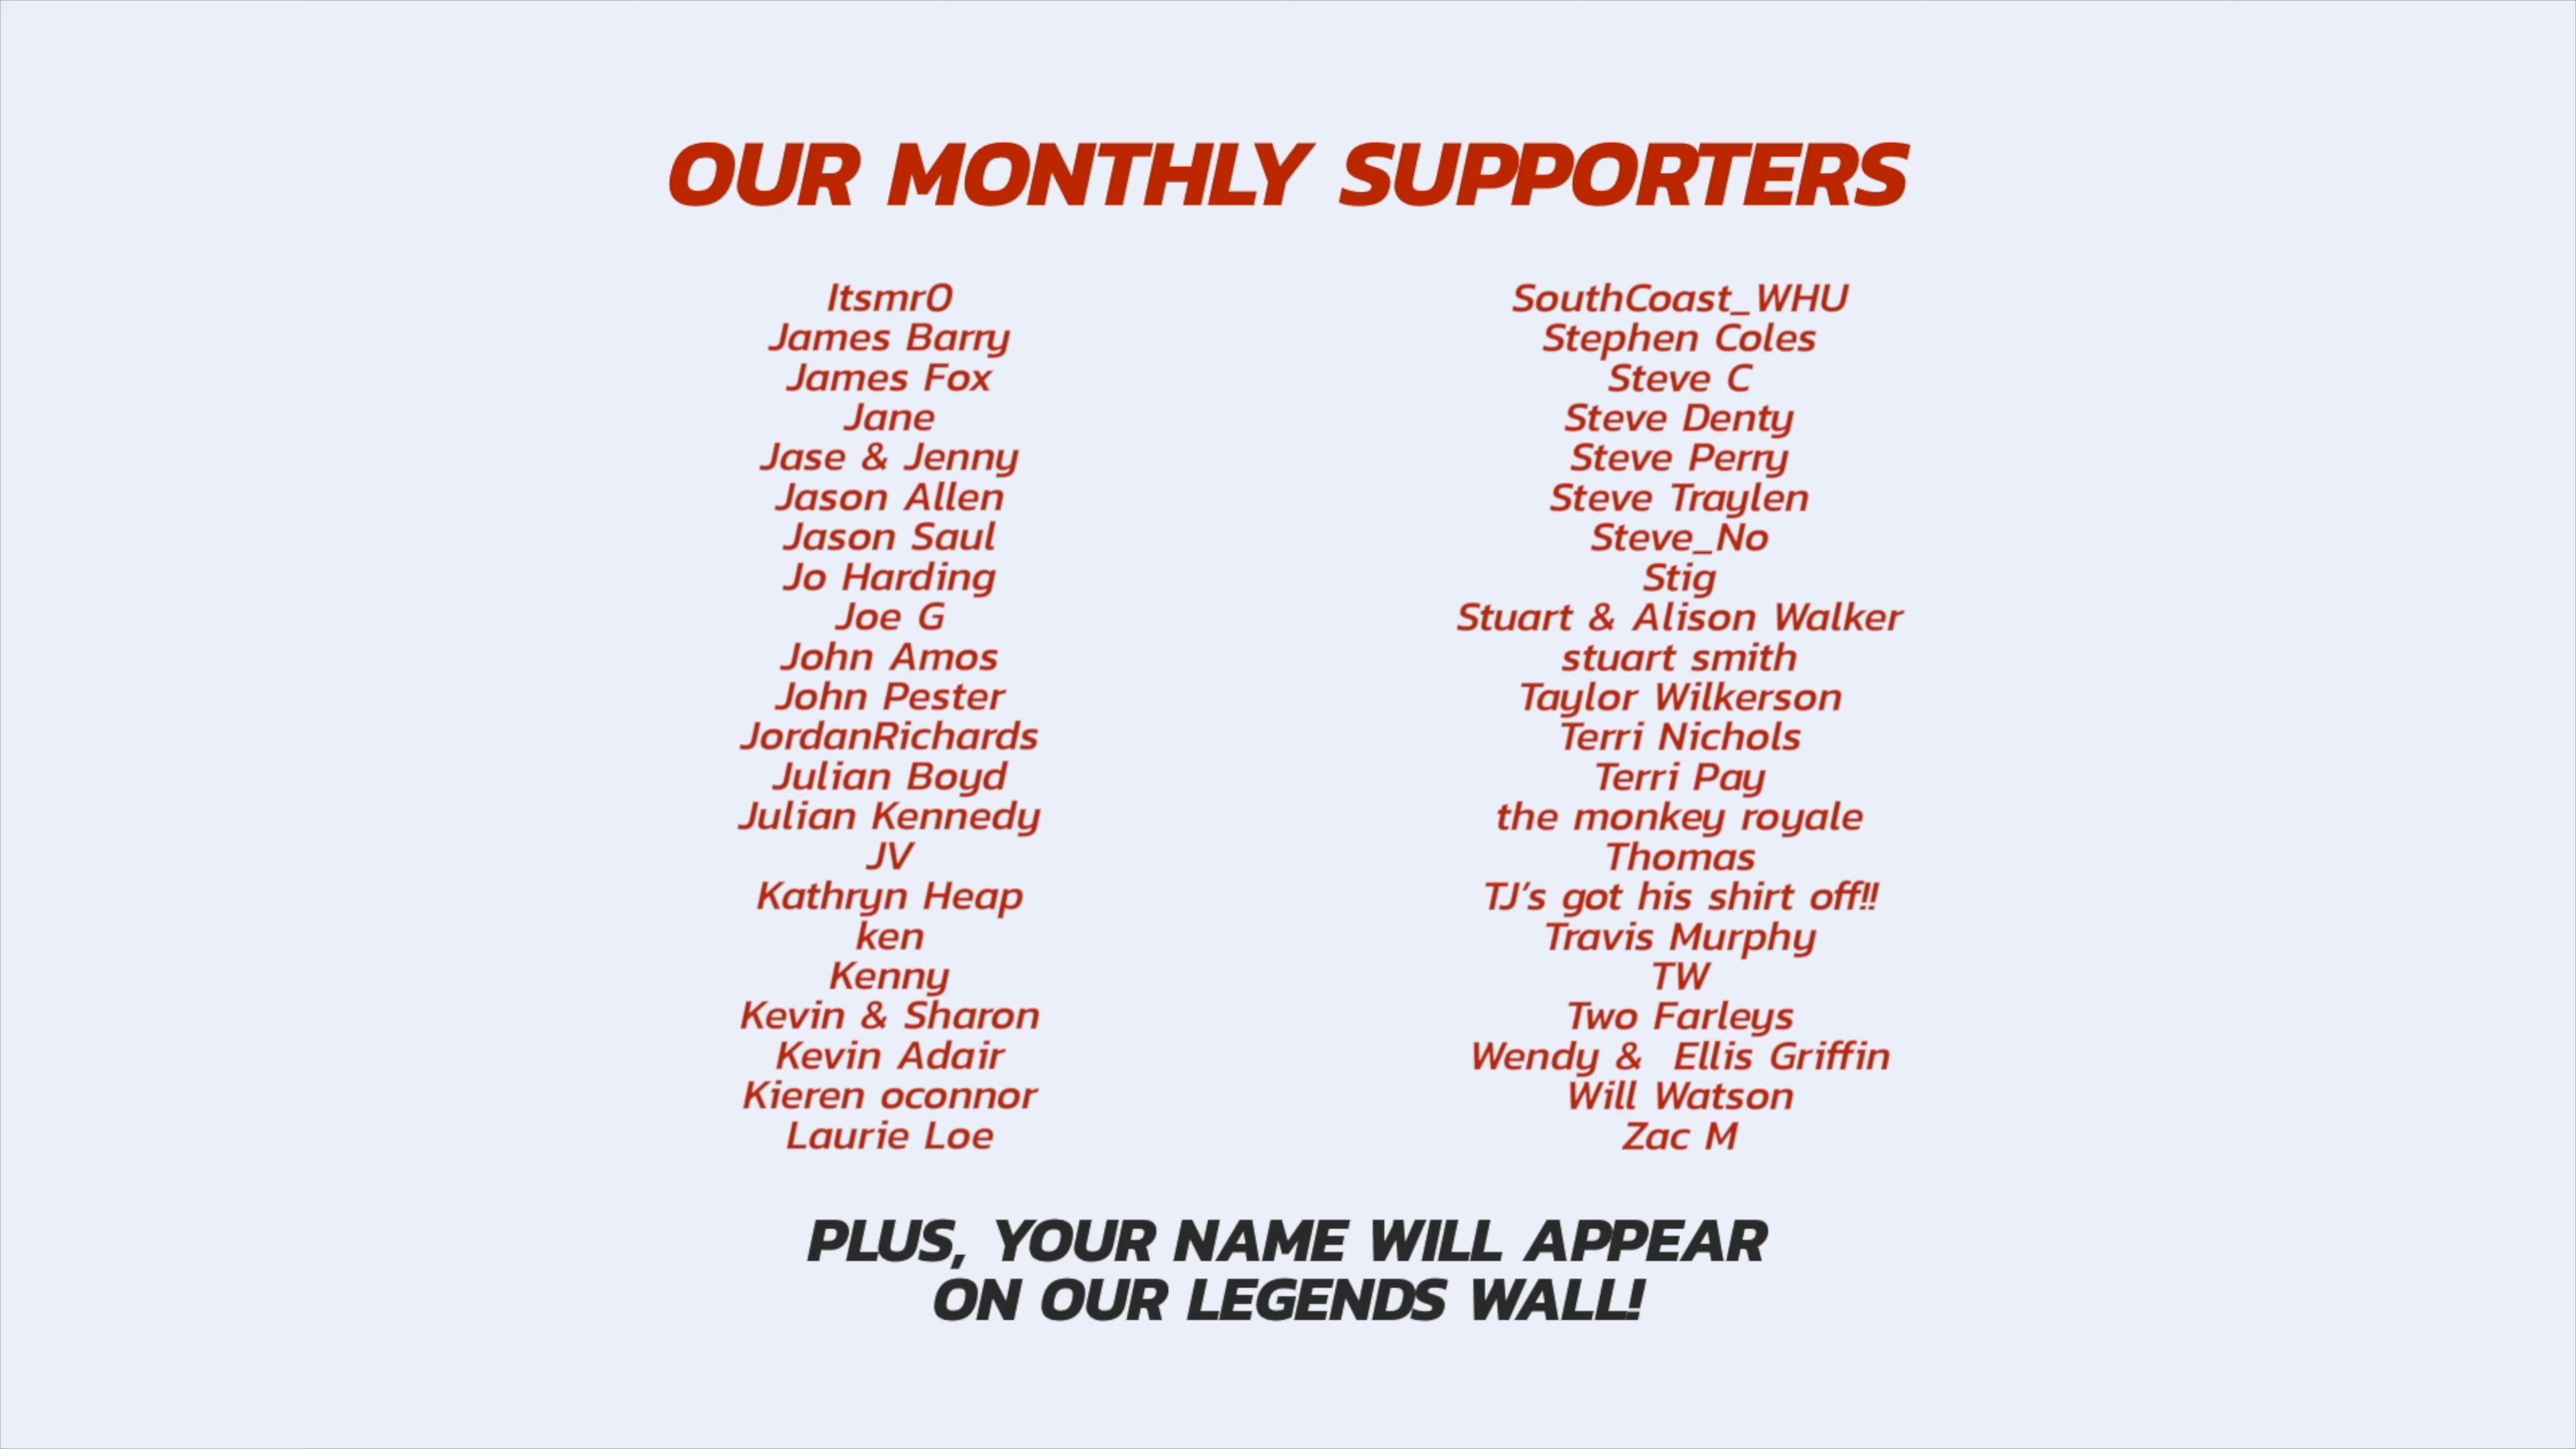 OUR MONTHLY SUPPORTERS
Itsmr0
James Barry
James Fox
Jane
Jase & Jenny
Jason Allen
Jason Saul
Jo Harding
Joe G
John Amos
John Pester
JordanRichards
Julian Boyd
Julian Kennedy
JV
Kathryn Heap
ken
Kenny
Kevin & Sharon
Kevin Adair
Kieren oconnor
Laurie Loe
SouthCoast_WHU
Stephen Coles
Steve C
Steve Denty
Steve Perry
Steve Traylen
Steve_No
Stig
Stuart & Alison Walker
stuart smith
Taylor Wilkerson
Terri Nichols
Terri Pay
the monkey royale
Thomas
TJ’s got his shirt off!!
Travis Murphy
TW
Two Farleys
Wendy &  Ellis Griffin
Will Watson
Zac M
PLUS, YOUR NAME WILL APPEAR
ON OUR LEGENDS WALL!